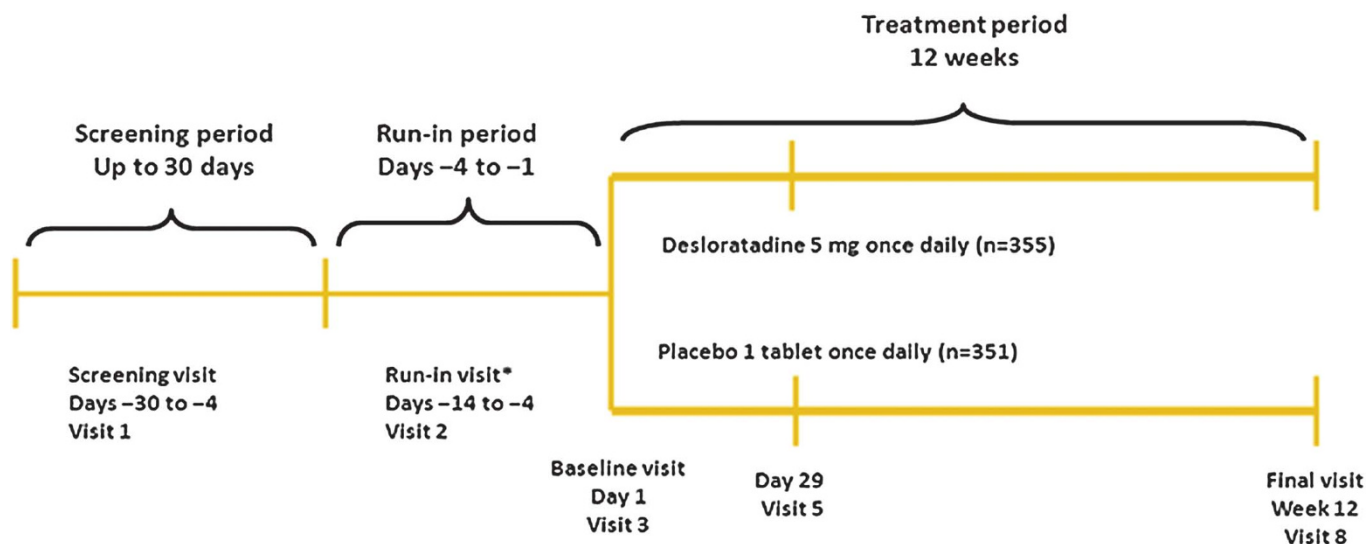 Treatment period
12 weeks
Screening period
Up to 30 days
Run-in period
Days –4 to –1
Desloratadine 5 mg once daily (n=355)
Placebo 1 tablet once daily (n=351)
Screening visit
Days –30 to –4
Visit 1
Run-in visit*
Days –14 to –4
Visit 2
Baseline visit
Day 1
Visit 3
Day 29
Visit 5
Final visit
Week 12
Visit 8